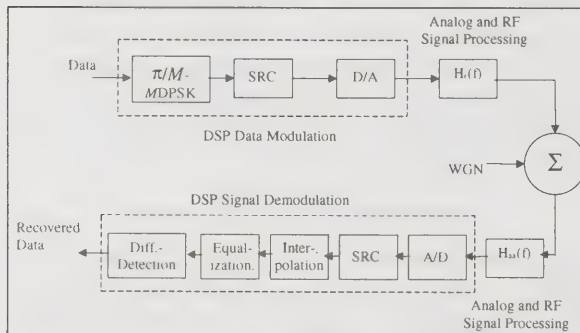 Analog and RF
Signal Processing
Data
π/M-
MDPSK
SRC
D/A
DSP Data Modulation
WGN
Σ
DSP Signal Demodulation
Recovered
Data
Diff.-
Detection
Equal-
ization.
Inter-
polation
SRC
A/D
Haa(f)
Analog and RF
Signal Processing